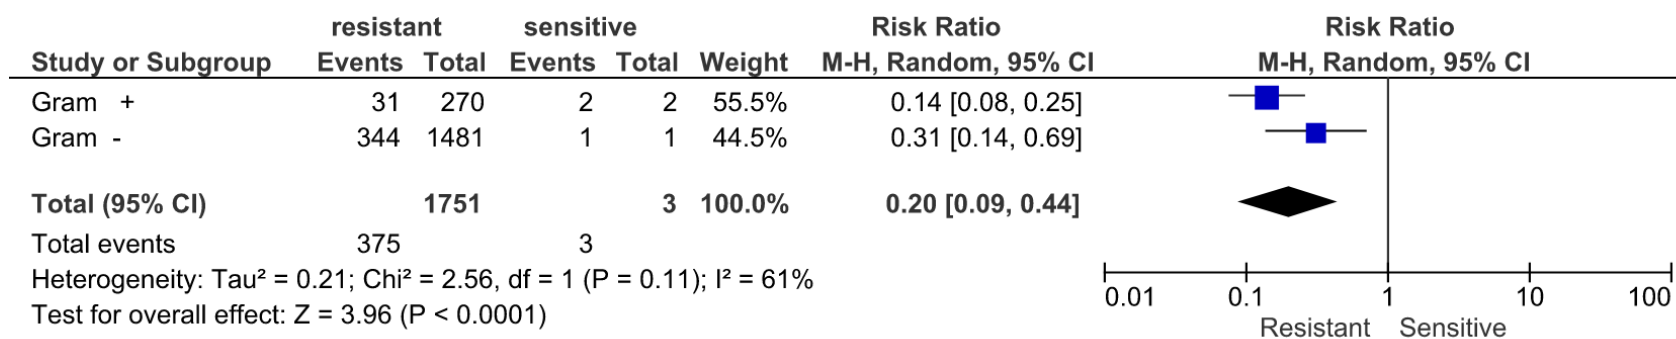 resistant sensitive Risk Ratio Risk Ratio
Study or Subgroup Events Total Events Total Weight M-H, Random, 95% CI M-H, Random, 95% CI
Gram + 31 270 2 2 55.5% 0.14 [0.08, 0.25]
Gram - 344 1481 1 1 44.5% 0.31 [0.14, 0.69]
Total (95% CI) 1751 3 100.0% 0.20 [0.09, 0.44]
Total events 375 3
Heterogeneity: Tau² = 0.21; Chi² = 2.56, df = 1 (P = 0.11); I² = 61%
Test for overall effect: Z = 3.96 (P < 0.0001)
0.01 0.1 1 10 100
Resistant Sensitive